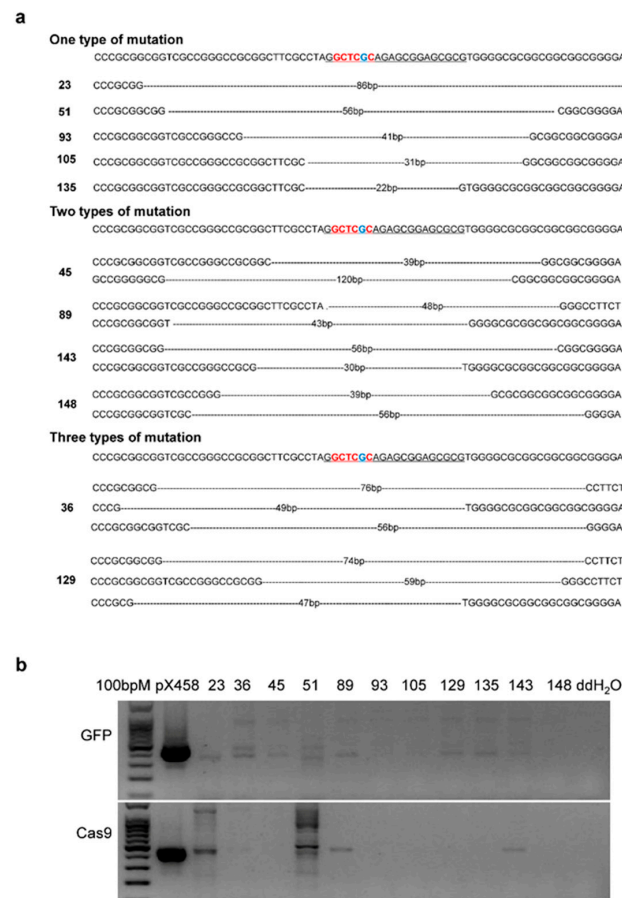 a
One type of mutation
CCCGCGGCGGTCGCCGGGCCGCGGCTTCGCCTAGGCTCGCAGAGCGGAGCGCGTGGGGCGCGGCGGCGGCGGGGA
23 CCCGCGG------86bp------
51 CCCGCGGCGG------56bp------CGGCGGGGA
93 CCCGCGGCGGTCGCCGGGCCG------41bp------GCGGCGGCGGGGA
105 CCCGCGGCGGTCGCCGGGCCGCGGCTTCGC------31bp------GGCGGCGGCGGGGA
135 CCCGCGGCGGTCGCCGGGCCGCGGCTTCGC------22bp------GTGGGGCGCGGCGGCGGCGGGGA
Two types of mutation
CCCGCGGCGGTCGCCGGGCCGCGGCTTCGCCTAGGCTCGCAGAGCGGAGCGCGTGGGGCGCGGCGGCGGCGGGGA
45
CCCGCGGCGGTCGCCGGGCCGCGGC------39bp------GGCGGCGGGGA
GCCGGGGGCG------120bp------CGGCGGCGGCGGGGA
89
CCCGCGGCGGTCGCCGGGCCGCGGCTTCGCCTA------48bp------GGGCCTTCT
CCCGCGGCGGT------43bp------GGGGCGCGGCGGCGGCGGGGA
143
CCCGCGGCGG------56bp------CGGCGGGGA
CCCGCGGCGGTCGCCGGGCCGCG------30bp------TGGGGCGCGGCGGCGGCGGGGA
148
CCCGCGGCGGTCGCCGGG------39bp------GCGCGGCGGCGGCGGGGA
CCCGCGGCGGTCGC------56bp------GGGGA
Three types of mutation
CCCGCGGCGGTCGCCGGGCCGCGGCTTCGCCTAGGCTCGCAGAGCGGAGCGCGTGGGGCGCGGCGGCGGCGGGGA
36
CCCGCGGCG------76bp------CCTTCT
CCCG------49bp------TGGGGCGCGGCGGCGGCGGGGA
CCCGCGGCGGTCGC------56bp------GGGGA
129
CCCGCGGCGG------74bp------CCTTCT
CCCGCGGCGGTCGCCGGGCCGCGG------59bp------GGGCCTTCT
CCCGCG------47bp------TGGGGCGCGGCGGCGGCGGGGA
b
100bpM pX458 23 36 45 51 89 93 105 129 135 143 148 ddH₂O
GFP
Cas9